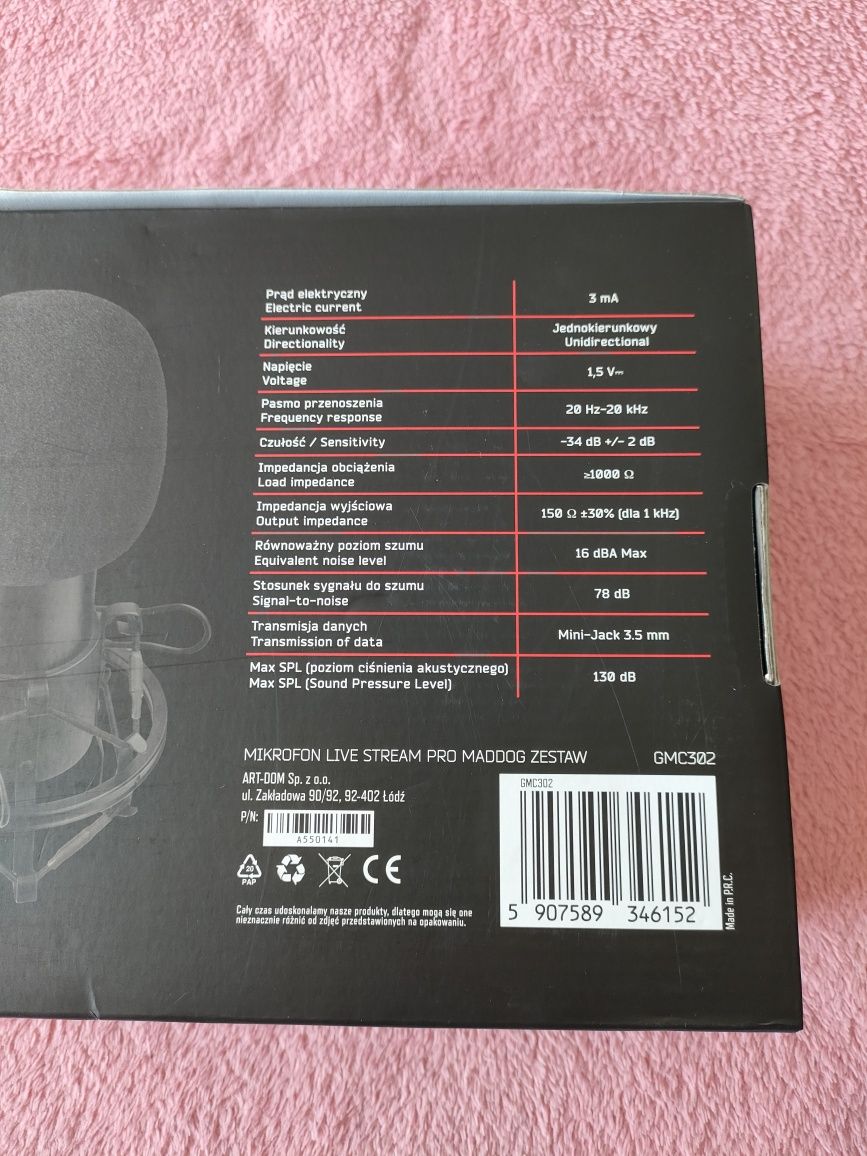 Prąd elektryczny
Electric current
3 mA
Kierunkowość
Directionality
Jednokierunkowy
Unidirectional
Napięcie
Voltage
1,5 V⎓
Pasmo przenoszenia
Frequency response
20 Hz-20 kHz
Czułość / Sensitivity
-34 dB +/- 2 dB
Impedancja obciążenia
Load impedance
≥1000 Ω
Impedancja wyjściowa
Output impedance
150 Ω ±30% (dla 1 kHz)
Równoważny poziom szumu
Equivalent noise level
16 dBA Max
Stosunek sygnału do szumu
Signal-to-noise
78 dB
Transmisja danych
Transmission of data
Mini-Jack 3.5 mm
Max SPL (poziom ciśnienia akustycznego)
Max SPL (Sound Pressure Level)
130 dB
MIKROFON LIVE STREAM PRO MADDOG ZESTAW GMC302
ART-DOM Sp. z o.o.
ul. Zakładowa 90/92, 92-402 Łódź
P/N:
A550141
20
PAP
CE
Cały czas udoskonalamy nasze produkty, dlatego mogą się one
nieznacznie różnić od zdjęć przedstawionych na opakowaniu.
GMC302
5 907589 346152
Made in P.R.C.